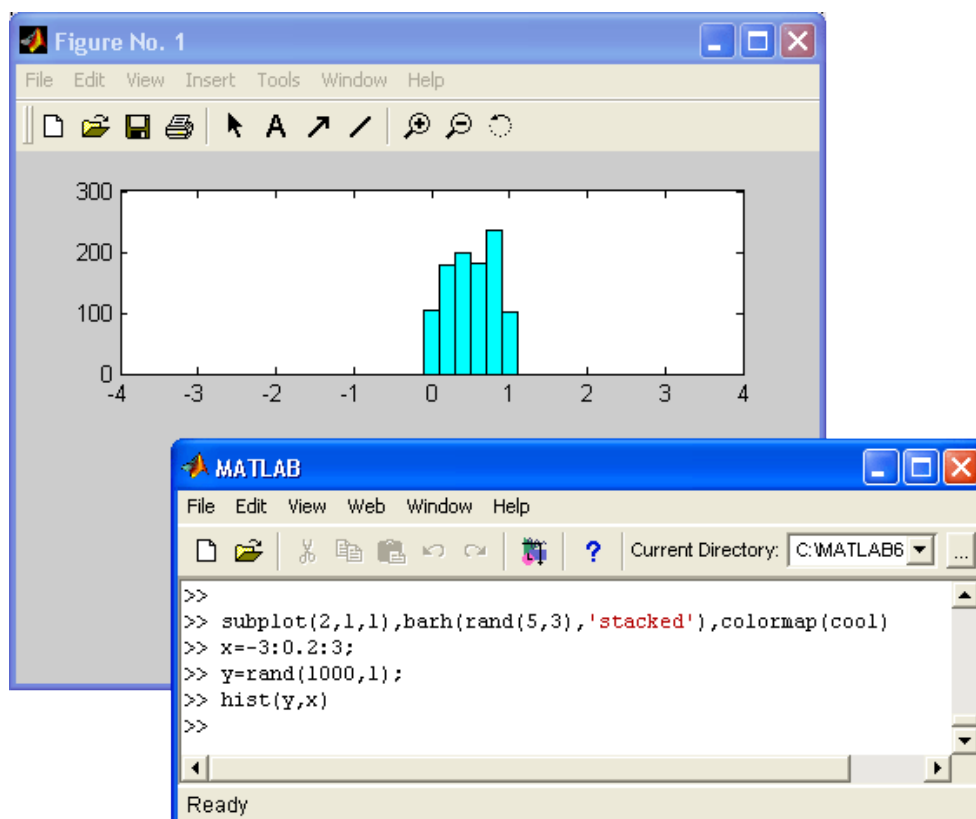 Figure No. 1
File Edit View Insert Tools Window Help
A
300
200
100
0
-4 -3 -2 -1 0 1 2 3 4
MATLAB
File Edit View Web Window Help
? Current Directory: C:\MATLAB6 ...
>>
>> subplot(2,1,1),barh(rand(5,3),'stacked'),colormap(cool)
>> x=-3:0.2:3;
>> y=rand(1000,1);
>> hist(y,x)
>>
Ready